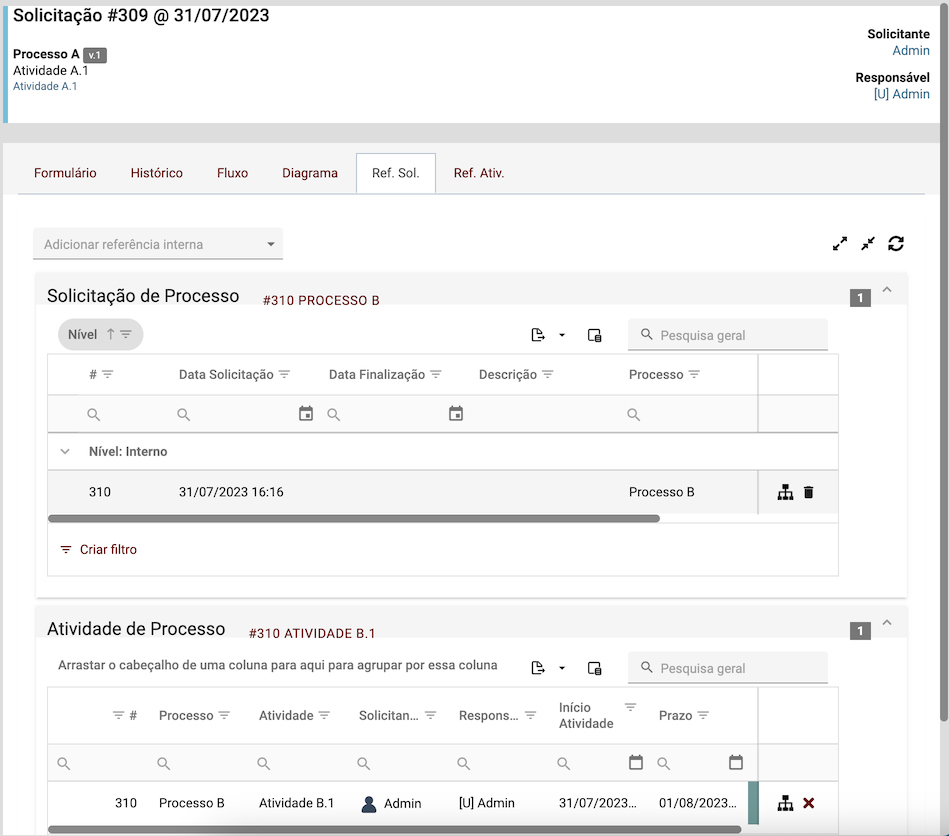 Solicitação #309 @ 31/07/2023
Solicitante
Admin
Processo A v.1
Atividade A.1
Atividade A.1
Responsável
[U] Admin
Formulário Histórico Fluxo Diagrama Ref. Sol. Ref. Ativ.
Adicionar referência interna
Solicitação de Processo #310 PROCESSO B 1
Nível Pesquisa geral
# Data Solicitação Data Finalização Descrição Processo
Nível: Interno
310 31/07/2023 16:16 Processo B
Criar filtro
Atividade de Processo #310 ATIVIDADE B.1 1
Arrastar o cabeçalho de uma coluna para aqui para agrupar por essa coluna Pesquisa geral
# Processo Atividade Solicitan... Respons... Início Atividade Prazo
310 Processo B Atividade B.1 Admin [U] Admin 31/07/2023... 01/08/2023...